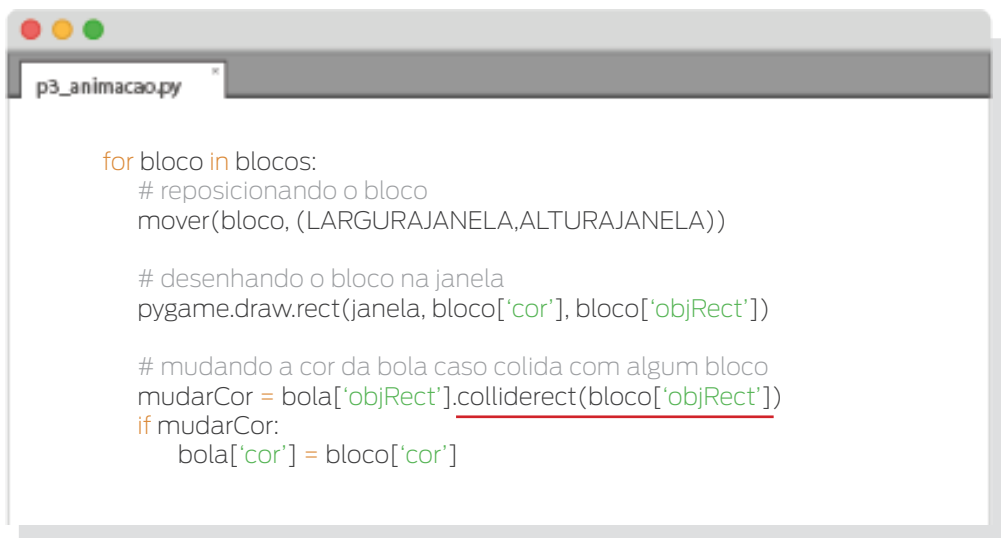 p3_animacao.py ×
for bloco in blocos:
# reposicionando o bloco
mover(bloco, (LARGURAJANELA,ALTURAJANELA))
# desenhando o bloco na janela
pygame.draw.rect(janela, bloco[‘cor’], bloco[‘objRect’])
# mudando a cor da bola caso colida com algum bloco
mudarCor = bola[‘objRect’].colliderect(bloco[‘objRect’])
if mudarCor:
bola[‘cor’] = bloco[‘cor’]